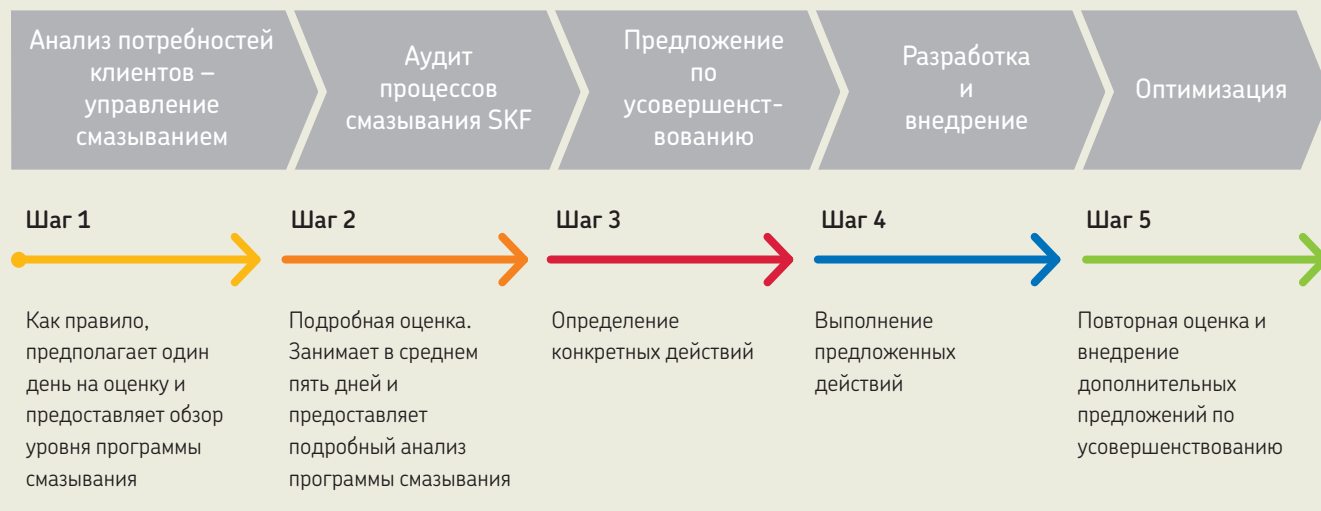 Анализ потребностей
клиентов –
управление
смазыванием
Аудит
процессов
смазывания SKF
Предложение
по
усовершенст-
вованию
Разработка
и
внедрение
Оптимизация
Шаг 1
Как правило,
предполагает один
день на оценку и
предоставляет обзор
уровня программы
смазывания
Шаг 2
Подробная оценка.
Занимает в среднем
пять дней и
предоставляет
подробный анализ
программы смазывания
Шаг 3
Определение
конкретных действий
Шаг 4
Выполнение
предложенных
действий
Шаг 5
Повторная оценка и
внедрение
дополнительных
предложений по
усовершенствованию